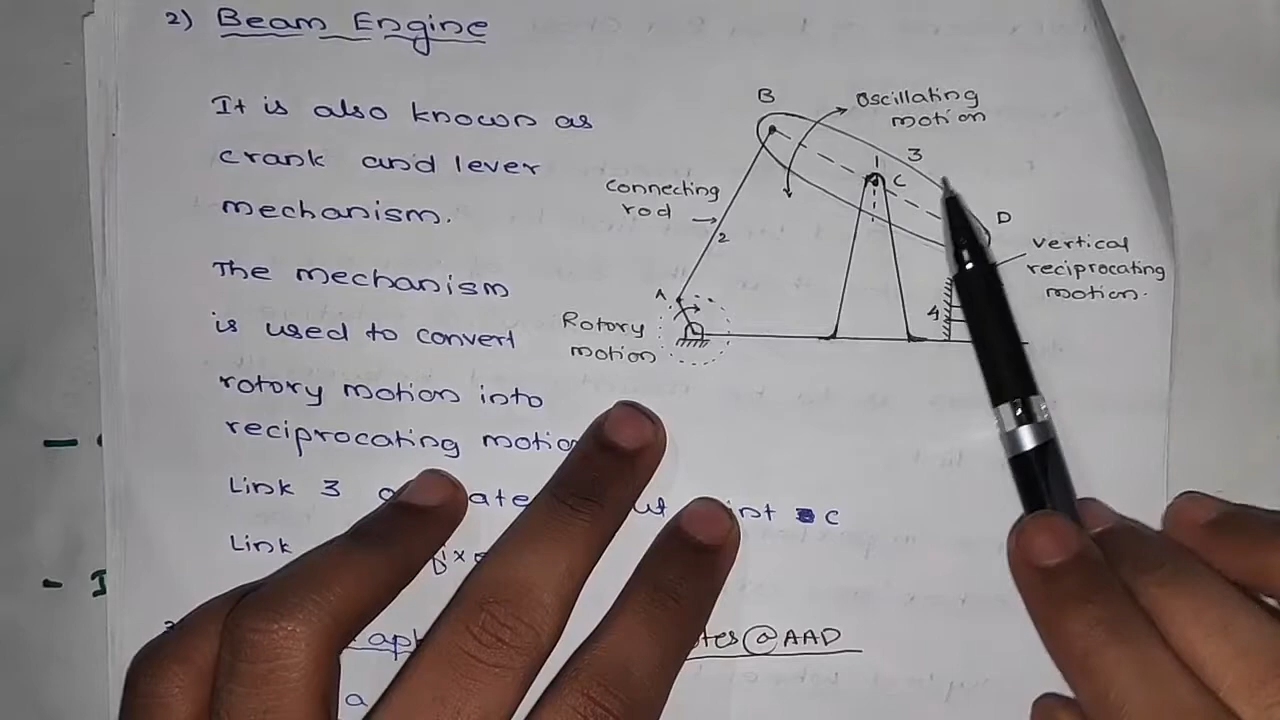 2) Beam Engine
It is also known as
crank and lever
mechanism.
The mechanism
is used to convert
rotory motion into
reciprocating
Link 3
C
Link
@AAD
a
B
Oscillating
motion
3
C
connecting
rod
2
D
vertical
reciprocating
motion.
A
Rotory
motion
4